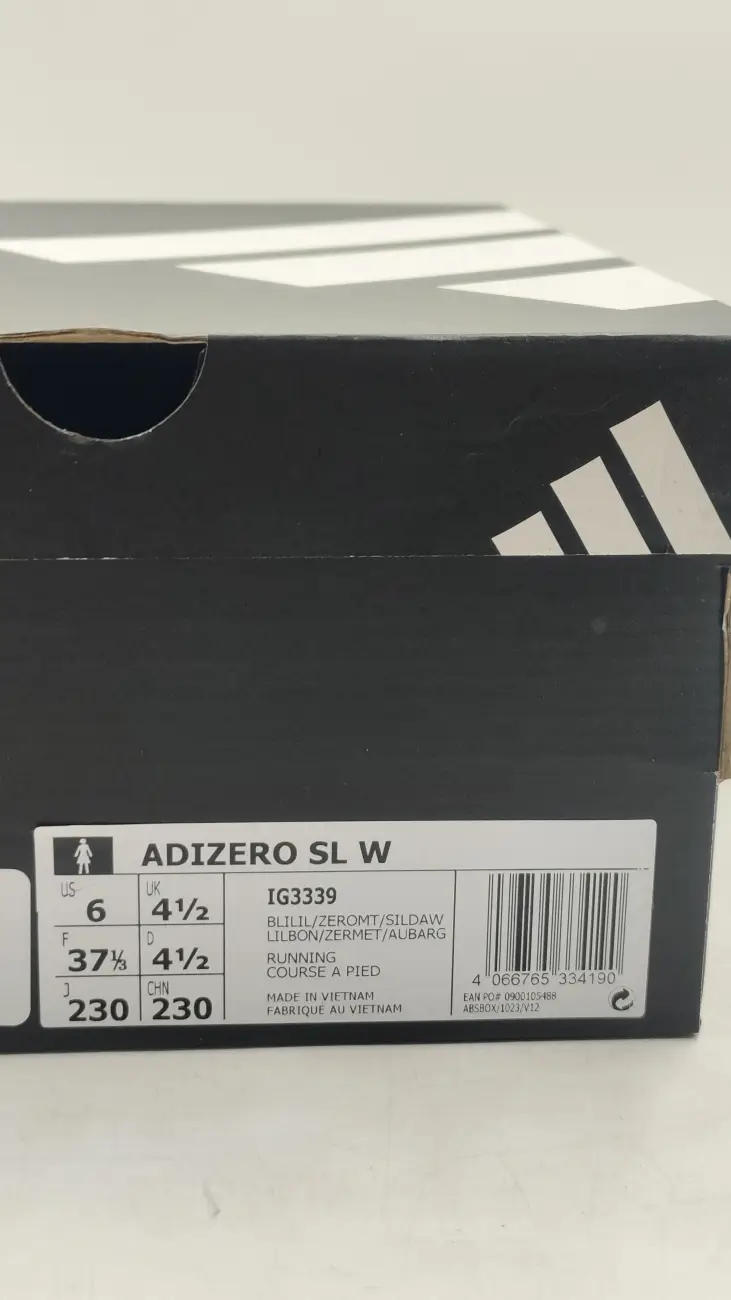 ADIZERO SL W
US 6
UK 4½
F 37⅓
D 4½
J 230
CHN 230
IG3339
BLILIL/ZEROMT/SILDAW
LILBON/ZERMET/AUBARG
RUNNING
COURSE A PIED
MADE IN VIETNAM
FABRIQUÉ AU VIETNAM
4 066765 334190
EAN PO# 0900105488
ABSBOX/1023/V12